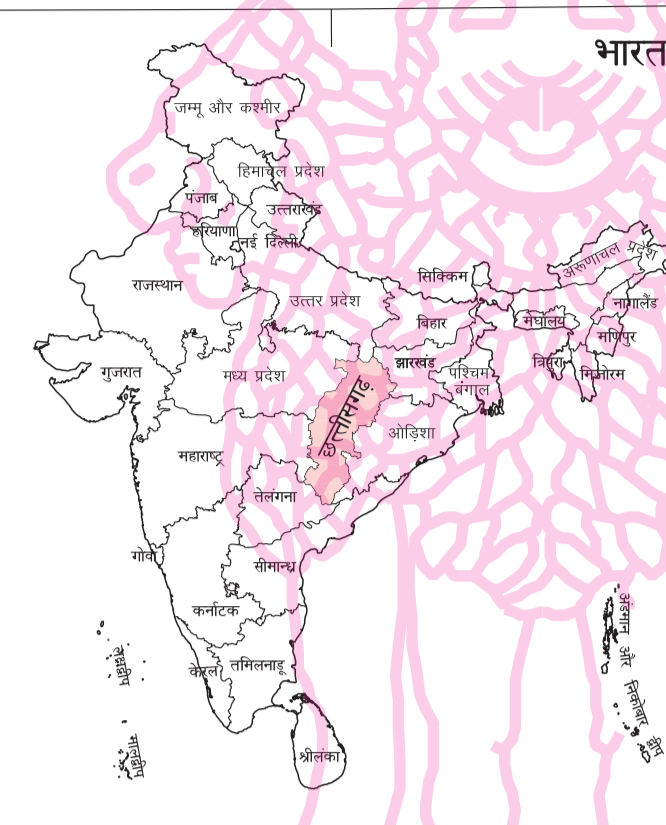 भारत
जम्मू और कश्मीर
हिमाचल प्रदेश
पंजाब
उत्तराखंड
हरियाणा
नई दिल्ली
अरूणाचल प्रदेश
सिक्किम
राजस्थान
उत्तर प्रदेश
नागालैंड
बिहार
मेघालय
मणिपुर
गुजरात
मध्य प्रदेश
झारखंड
पश्चिम
बंगाल
त्रिपुरा
मिजोरम
छत्तीसगढ़
ओड़िशा
महाराष्ट्र
तेलंगना
गोवा
सीमान्ध्र
कर्नाटक
अंडमान और निकोबार द्वीप
लक्षद्वीप
केरल
तमिलनाडू
मालद्वीप
श्रीलंका